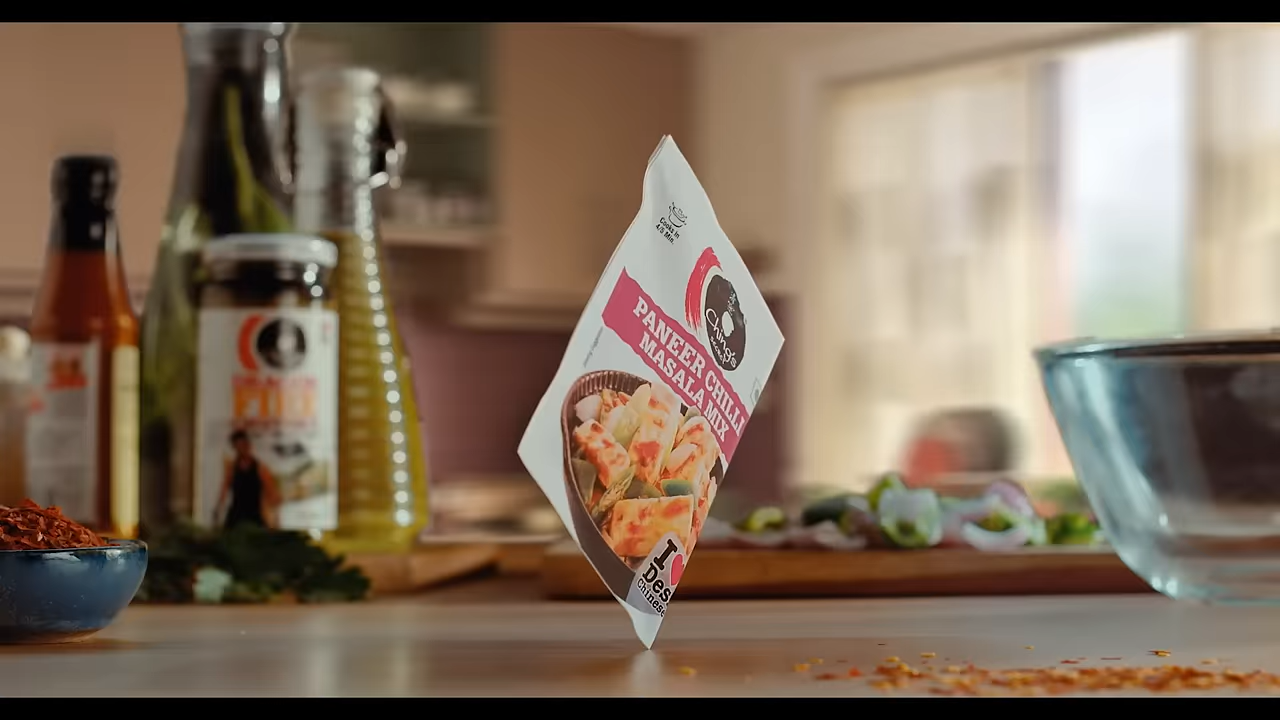 Cooks in
4/5 Min.
Ching's
Secret
PANEER CHILLI
MASALA MIX
I ❤
Desi
Chinese